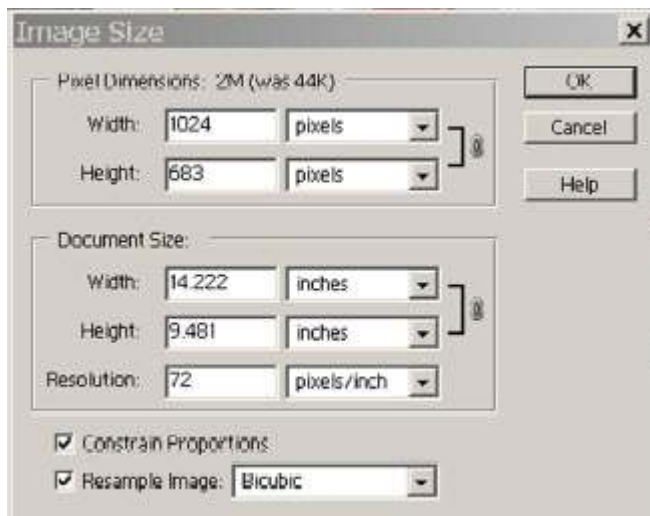 Image Size
Pixel Dimensions: 2M (was 44K)
OK
Width: 1024 pixels
Cancel
Height: 683 pixels
Help
Document Size:
Width: 14.222 inches
Height: 9.481 inches
Resolution: 72 pixels/inch
Constrain Proportions
Resample Image: Bicubic